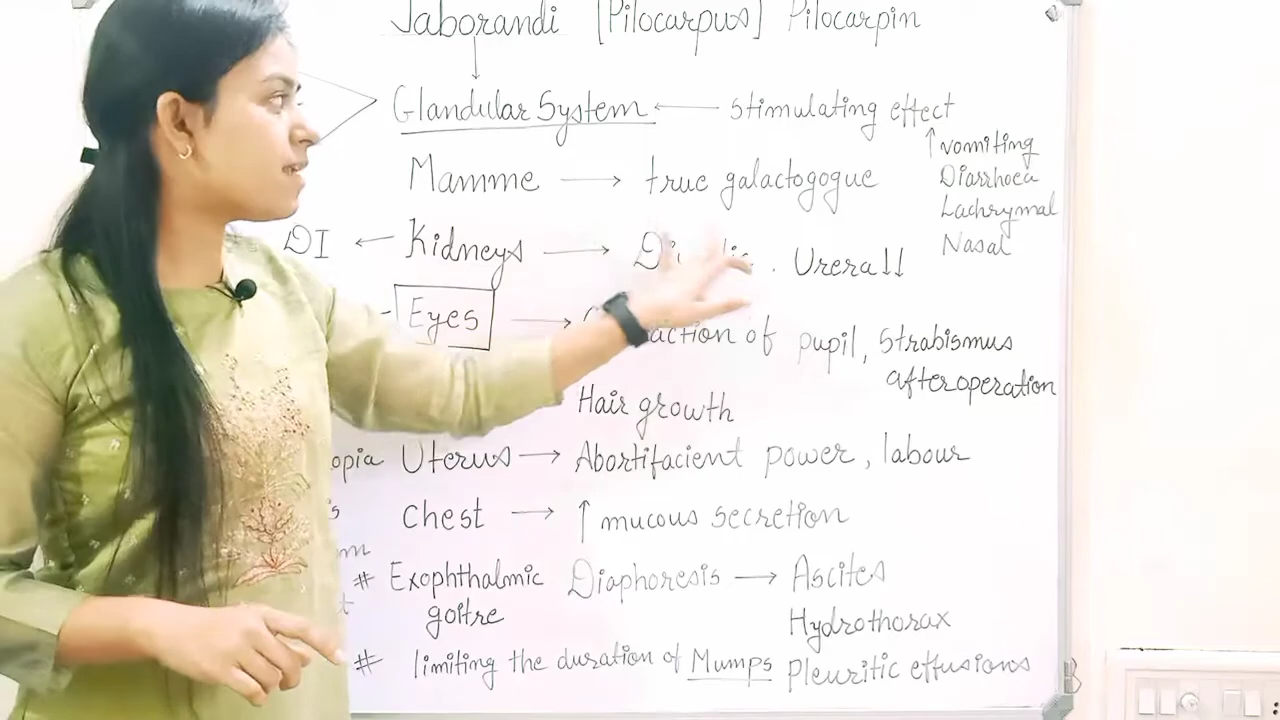 Jaborandi [Pilocarpus] Pilocarpin
Glandular System ← stimulating effect
↑ vomiting
Diarrhoea
Lachrymal
Nasal
Mamme → true galactogogue
DI ← Kidneys → . Urera↓↓
Eyes → of pupil, Strabismus
after operation
Hair growth
Uterus → Abortifacient power, labour
Chest → ↑ mucous secretion
# Exophthalmic goitre
Diaphoresis → Ascites
Hydrothorax
Pleuritic effusions
# limiting the duration of Mumps